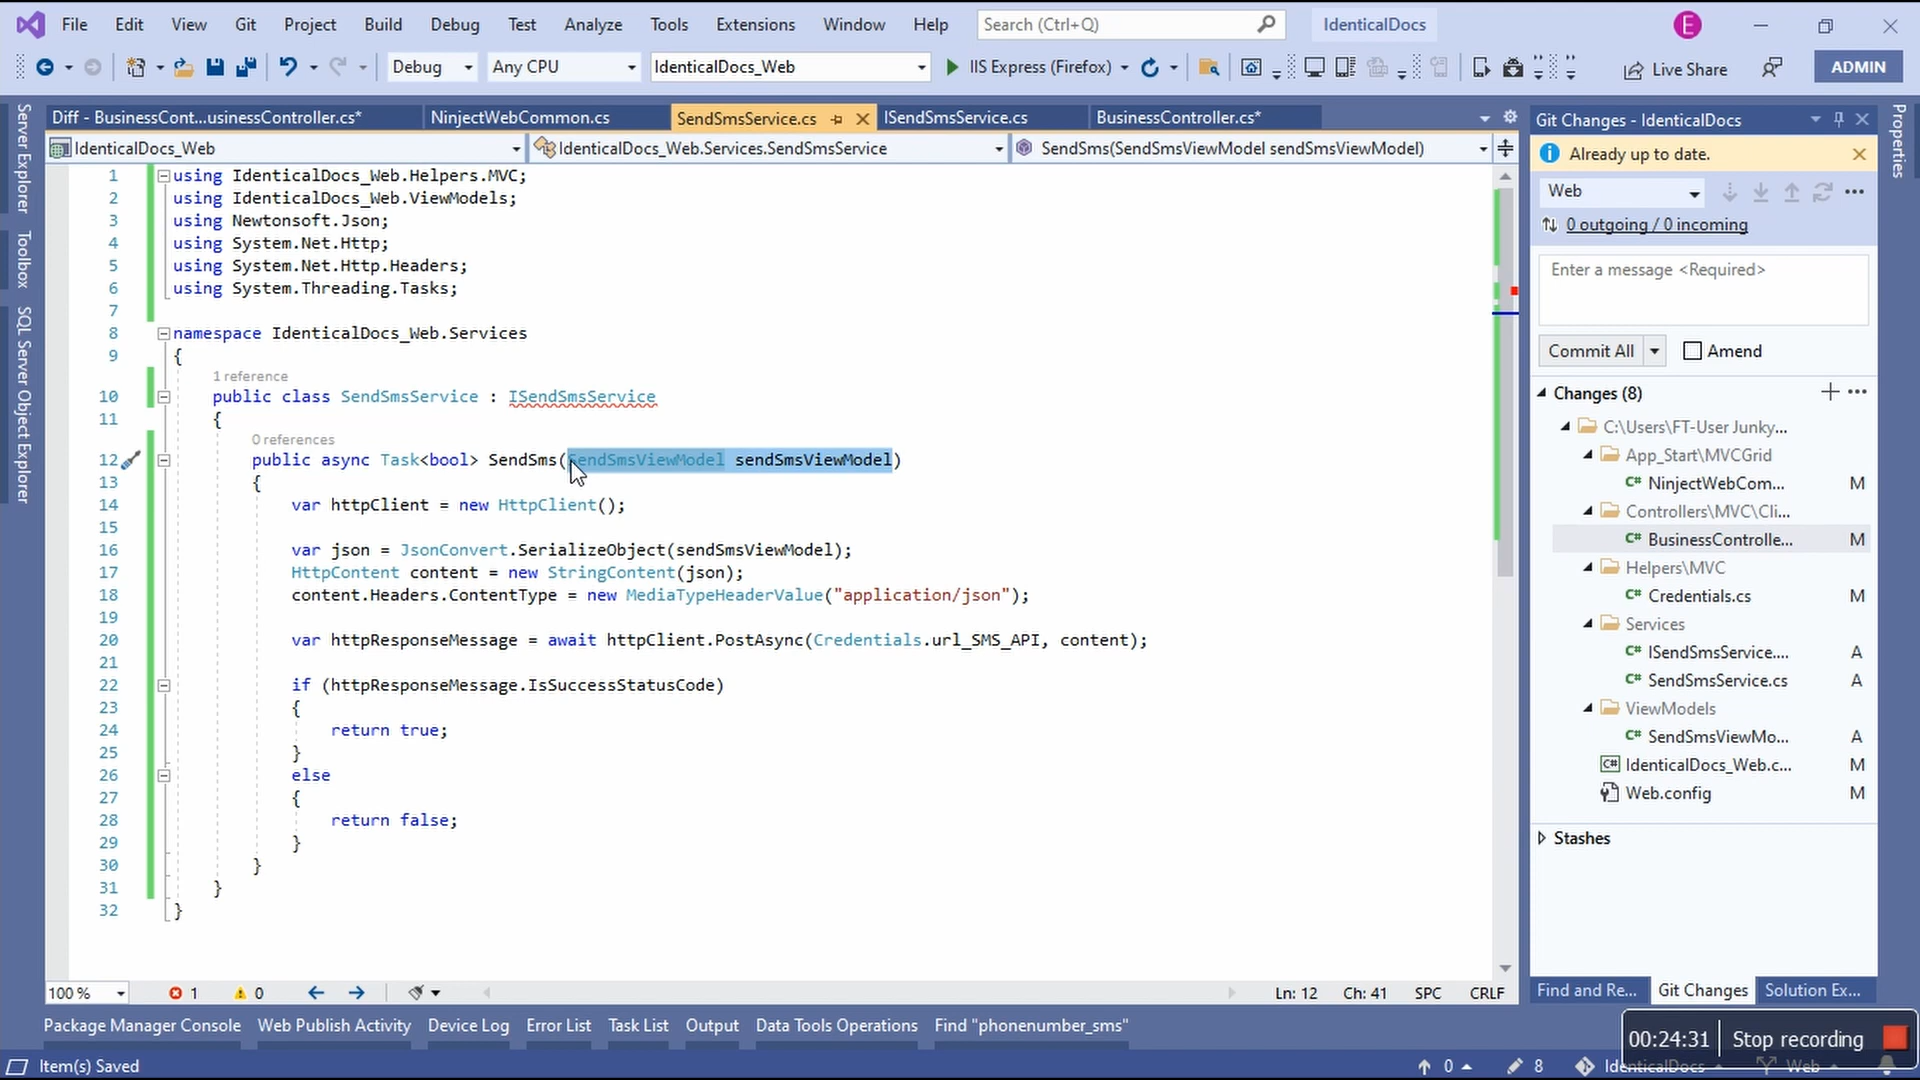 File Edit View Git Project Build Debug Test Analyze Tools Extensions Window Help Search (Ctrl+Q) IdenticalDocs E
Debug Any CPU IdenticalDocs_Web IIS Express (Firefox) Live Share ADMIN
Diff - BusinessCont...usinessController.cs* NinjectWebCommon.cs SendSmsService.cs ISendSmsService.cs BusinessController.cs*
IdenticalDocs_Web IdenticalDocs_Web.Services.SendSmsService SendSms(SendSmsViewModel sendSmsViewModel)
Server Explorer
Toolbox
SQL Server Object Explorer
1 using IdenticalDocs_Web.Helpers.MVC;
2 using IdenticalDocs_Web.ViewModels;
3 using Newtonsoft.Json;
4 using System.Net.Http;
5 using System.Net.Http.Headers;
6 using System.Threading.Tasks;
7
8 namespace IdenticalDocs_Web.Services
9 {
1 reference
10 public class SendSmsService : ISendSmsService
11 {
0 references
12 public async Task<bool> SendSms(SendSmsViewModel sendSmsViewModel)
13 {
14 var httpClient = new HttpClient();
15
16 var json = JsonConvert.SerializeObject(sendSmsViewModel);
17 HttpContent content = new StringContent(json);
18 content.Headers.ContentType = new MediaTypeHeaderValue("application/json");
19
20 var httpResponseMessage = await httpClient.PostAsync(Credentials.url_SMS_API, content);
21
22 if (httpResponseMessage.IsSuccessStatusCode)
23 {
24 return true;
25 }
26 else
27 {
28 return false;
29 }
30 }
31 }
32 }
100 % 1 0 Ln: 12 Ch: 41 SPC CRLF
Git Changes - IdenticalDocs
Already up to date.
Web
0 outgoing / 0 incoming
Enter a message <Required>
Commit All Amend
Changes (8)
C:\Users\FT-User Junky...
App_Start\MVCGrid
NinjectWebCom... M
Controllers\MVC\Cli...
BusinessControlle... M
Helpers\MVC
Credentials.cs M
Services
ISendSmsService.... A
SendSmsService.cs A
ViewModels
SendSmsViewMo... A
IdenticalDocs_Web.c... M
Web.config M
Stashes
Find and Re... Git Changes Solution Ex...
Properties
Package Manager Console Web Publish Activity Device Log Error List Task List Output Data Tools Operations Find "phonenumber_sms"
00:24:31 Stop recording
Item(s) Saved 0 8 IdenticalDocs Web